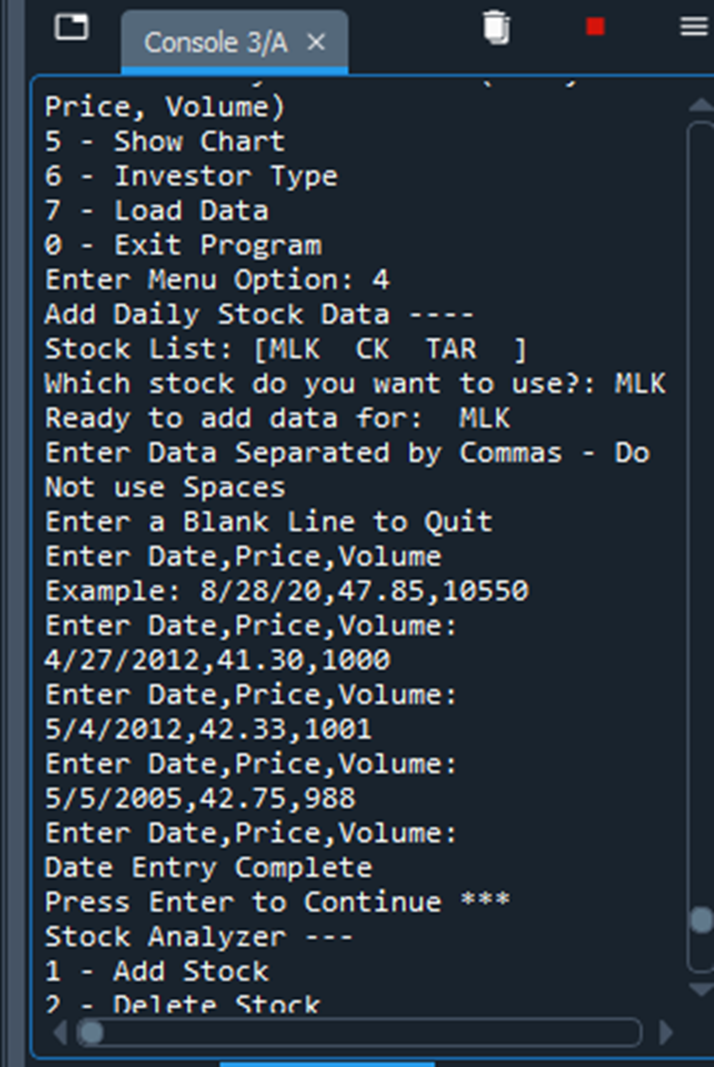 Console 3/A
Price, Volume)
5 - Show Chart
6 - Investor Type
7 - Load Data
0 - Exit Program
Enter Menu Option: 4
Add Daily Stock Data ----
Stock List: [MLK  CK  TAR  ]
Which stock do you want to use?: MLK
Ready to add data for:  MLK
Enter Data Separated by Commas - Do
Not use Spaces
Enter a Blank Line to Quit
Enter Date,Price,Volume
Example: 8/28/20,47.85,10550
Enter Date,Price,Volume:
4/27/2012,41.30,1000
Enter Date,Price,Volume:
5/4/2012,42.33,1001
Enter Date,Price,Volume:
5/5/2005,42.75,988
Enter Date,Price,Volume:
Date Entry Complete
Press Enter to Continue ***
Stock Analyzer ---
1 - Add Stock
2 - Delete Stock